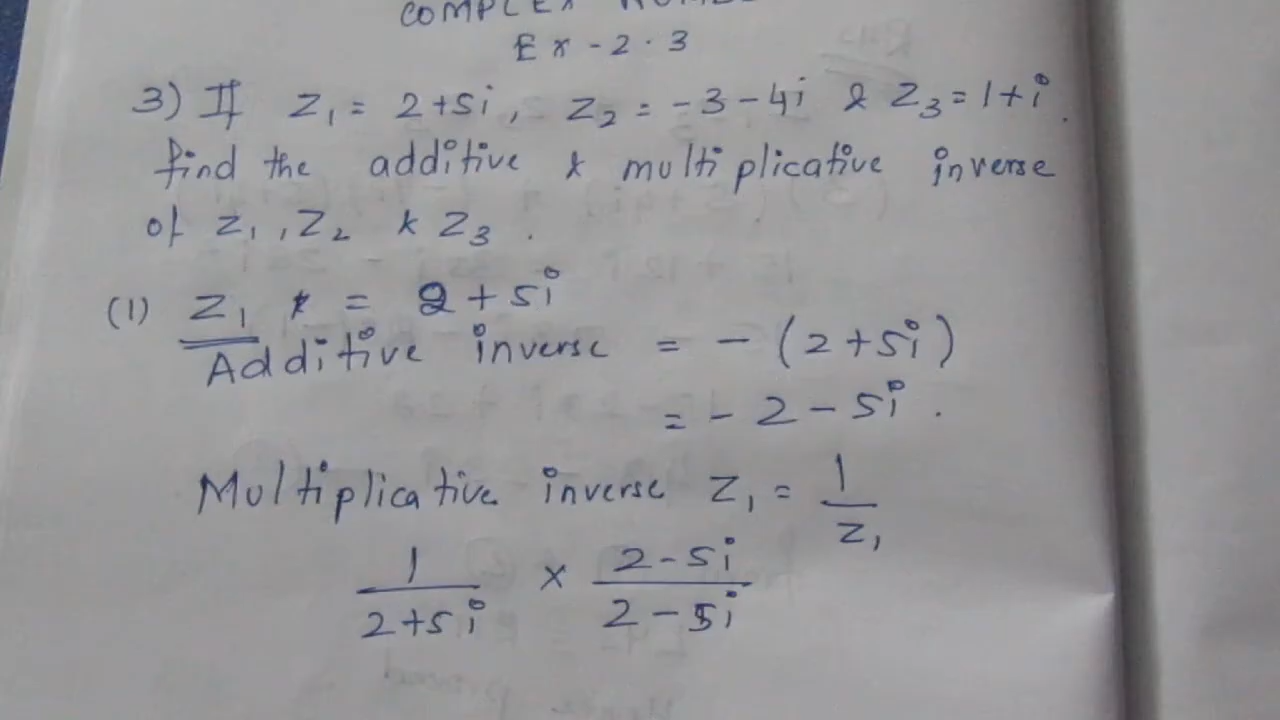 COMPLEX
Ex - 2.3
3) If z₁ = 2+5i, z₂ = -3-4i & z₃ = 1+i.
find the additive & multiplicative inverse
of z₁, z₂ & z₃.
(1) z₁ = 2+5i
Additive inverse = -(2+5i)
= -2-5i.
Multiplicative inverse z₁ = 1/z₁
1/(2+5i) × (2-5i)/(2-5i)